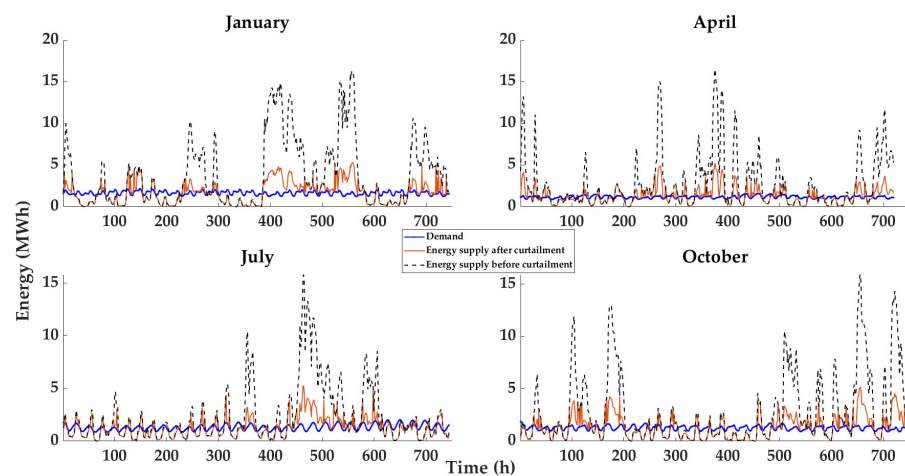 January
April
20
15
10
5
0
100 200 300 400 500 600 700
20
15
10
5
0
100 200 300 400 500 600 700
Energy (MWh)
Demand
Energy supply after curtailment
Energy supply before curtailment
July
October
15
10
5
0
100 200 300 400 500 600 700
15
10
5
0
100 200 300 400 500 600 700
Time (h)